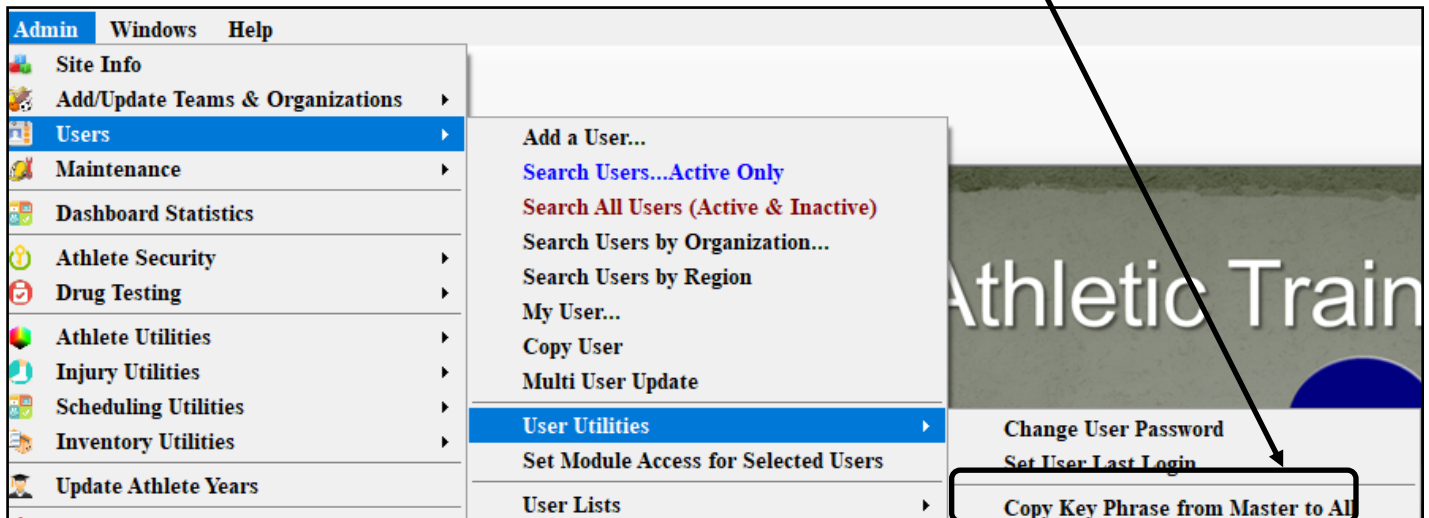 Admin Windows Help
Site Info
Add/Update Teams & Organizations
Users
Maintenance
Dashboard Statistics
Athlete Security
Drug Testing
Athlete Utilities
Injury Utilities
Scheduling Utilities
Inventory Utilities
Update Athlete Years
Add a User...
Search Users...Active Only
Search All Users (Active & Inactive)
Search Users by Organization...
Search Users by Region
My User...
Copy User
Multi User Update
User Utilities
Set Module Access for Selected Users
User Lists
Change User Password
Set User Last Login
Copy Key Phrase from Master to All
Athletic Train